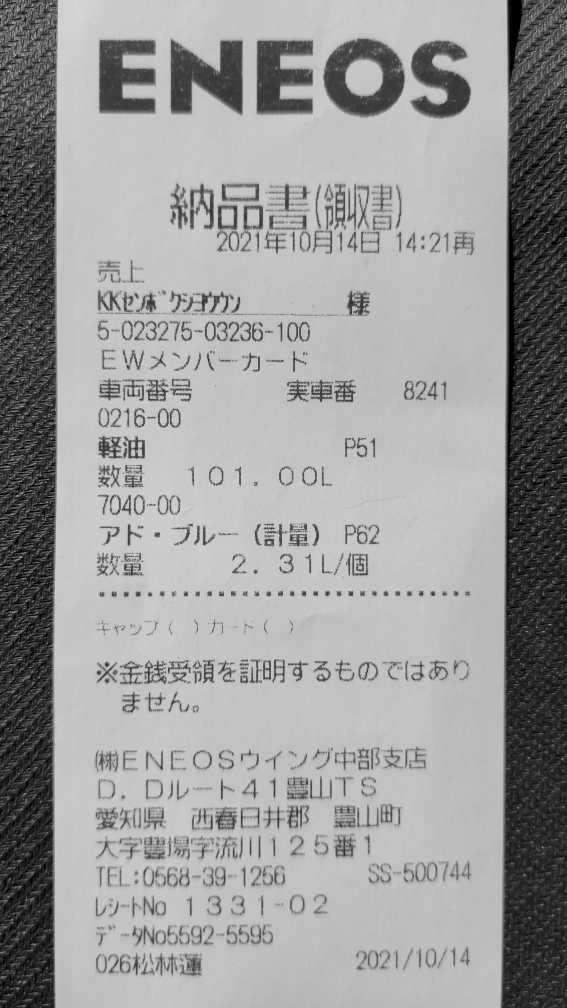 ENEOS
納品書(領収書)
2021年10月14日 14:21再
売上
KKセンボクシヨウウン 様
5-023275-03236-100
EWメンバーカード
車両番号 実車番 8241
0216-00
軽油 P51
数量 101.00L
7040-00
アド・ブルー(計量) P62
数量 2.31L/個
キャップ( )カード( )
※金銭受領を証明するものではあり
ません。
㈱ENEOSウイング中部支店
D.Dルート41豊山TS
愛知県 西春日井郡 豊山町
大字豊場字流川125番1
TEL:0568-39-1256 SS-500744
レシートNo 1331-02
データNo5592-5595
026松林蓮 2021/10/14